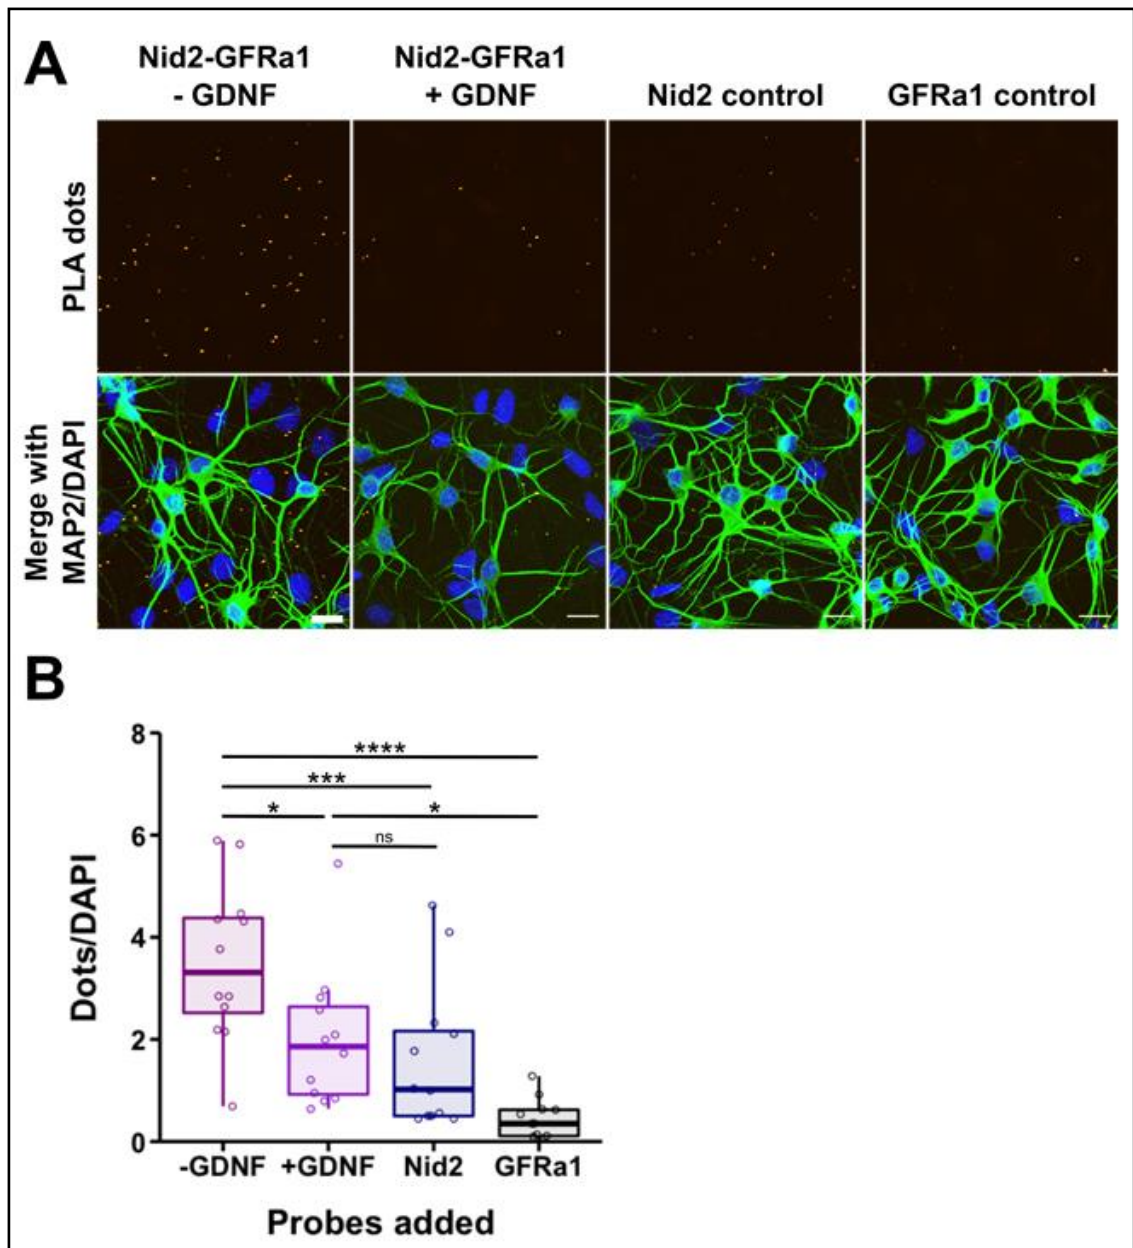 A
Nid2-GFRa1
- GDNF
Nid2-GFRa1
+ GDNF
Nid2 control
GFRa1 control
PLA dots
Merge with
MAP2/DAPI
B
8
6
4
2
0
Dots/DAPI
****
***
*
*
ns
-GDNF
+GDNF
Nid2
GFRa1
Probes added